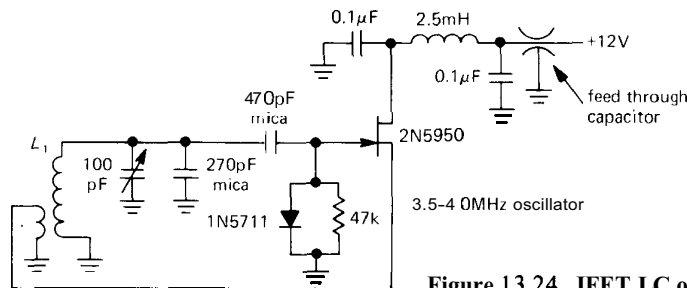 0.1μF
2.5mH
+12V
0.1μF
feed through
capacitor
470pF
mica
2N5950
L1
100
pF
270pF
mica
1N5711
47k
3.5-4 0MHz oscillator
Figure 13.24 JFET LC o